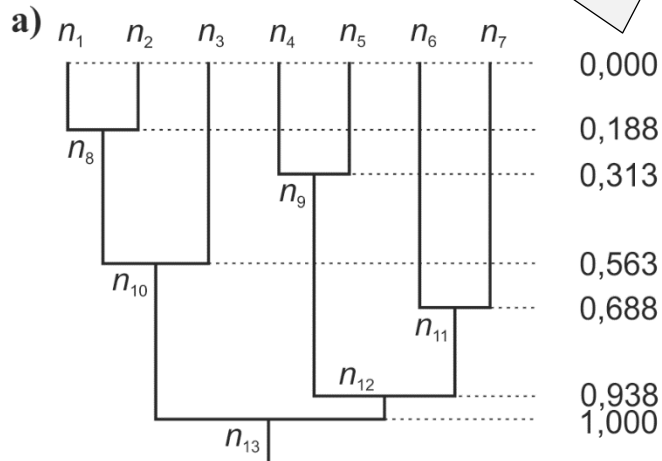 a)
n₁ n₂ n₃ n₄ n₅ n₆ n₇
0,000
0,188
n₈
0,313
n₉
0,563
n₁₀
0,688
n₁₁
n₁₂
0,938
1,000
n₁₃